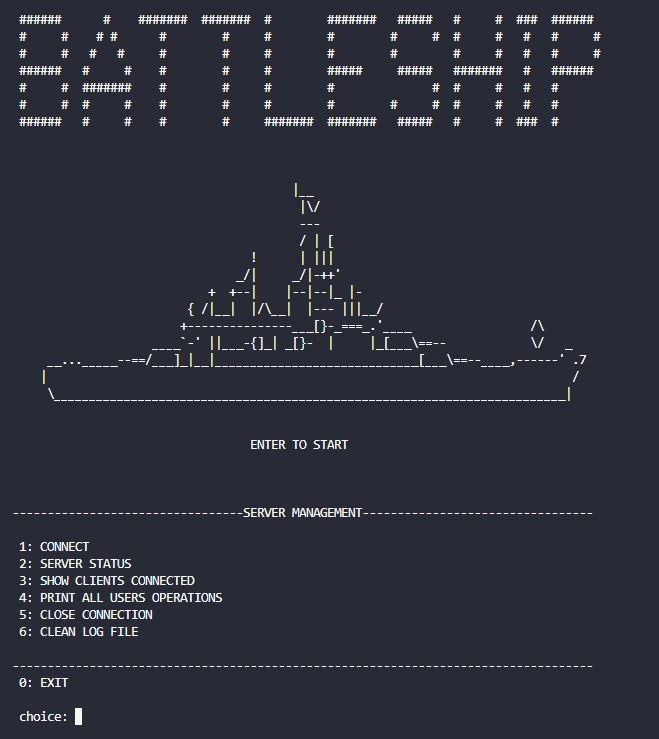 BATTLESHIP
ENTER TO START
--------------------------------SERVER MANAGEMENT--------------------------------
1: CONNECT
2: SERVER STATUS
3: SHOW CLIENTS CONNECTED
4: PRINT ALL USERS OPERATIONS
5: CLOSE CONNECTION
6: CLEAN LOG FILE
0: EXIT
choice: